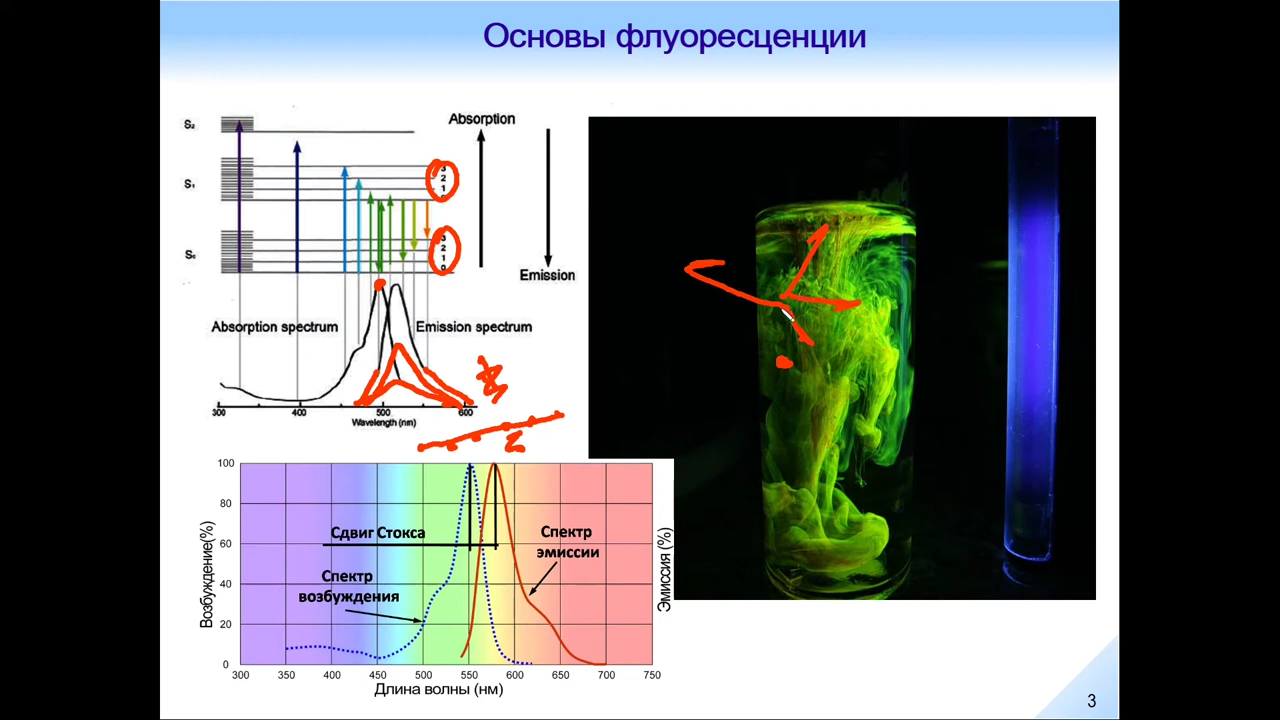 Основы флуоресценции
Absorption
S₂
S₁
3
2
1
S₀
3
2
1
0
Emission
Absorption spectrum
Emission spectrum
300
400
500
600
Wavelength (nm)
100
80
60
40
20
0
Возбуждение(%)
Сдвиг Стокса
Спектр
эмиссии
Спектр
возбуждения
Эмиссия (%)
300 350 400 450 500 550 600 650 700 750
Длина волны (нм)
3